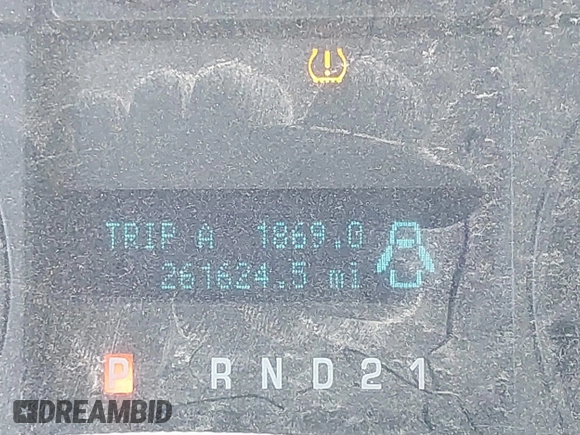 TRIP A 1869.0
261624.5 mi
P R N D 2 1
DREAMBID